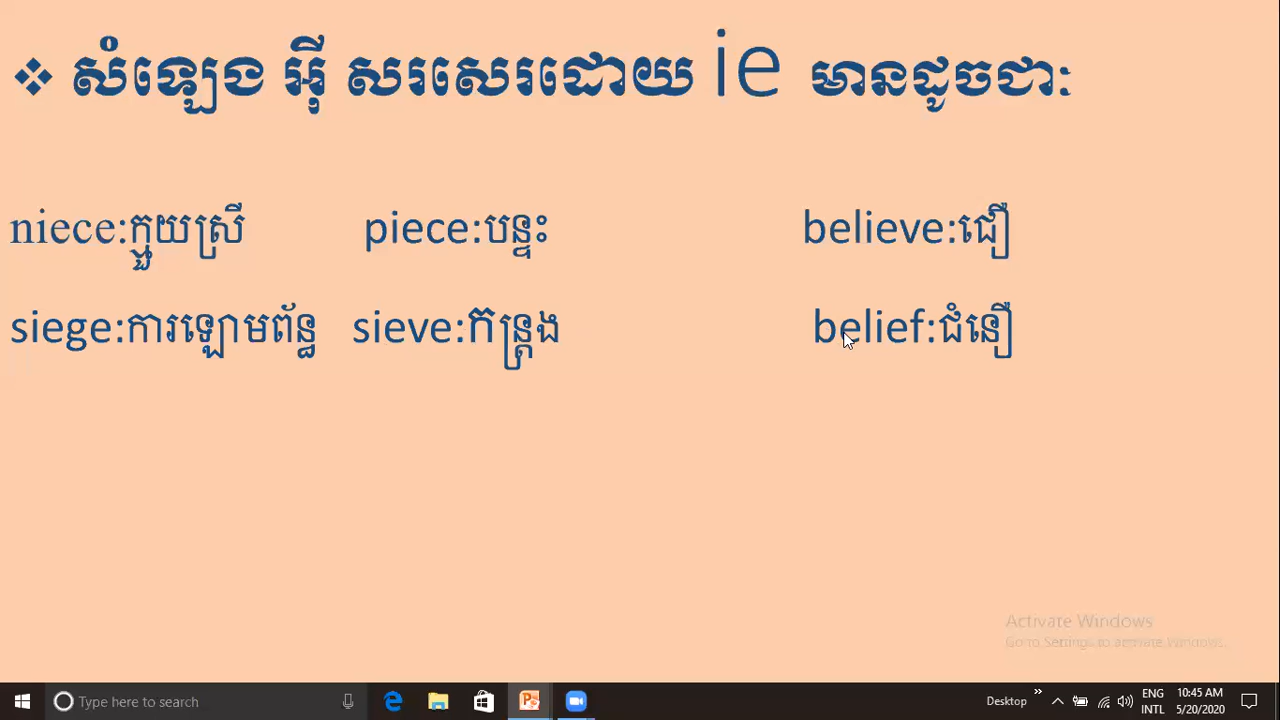 ❖ សំឡេង អ៊ី សរសេរដោយ ie មានដូចជាៈ
niece:ក្មួយស្រី piece:បន្ទះ believe:ជឿ
siege:ការឡោមព័ន្ធ sieve:កន្ត្រង belief:ជំនឿ
Activate Windows
Go to Settings to activate Windows.
Type here to search
Desktop
ENG 10:45 AM
INTL 5/20/2020